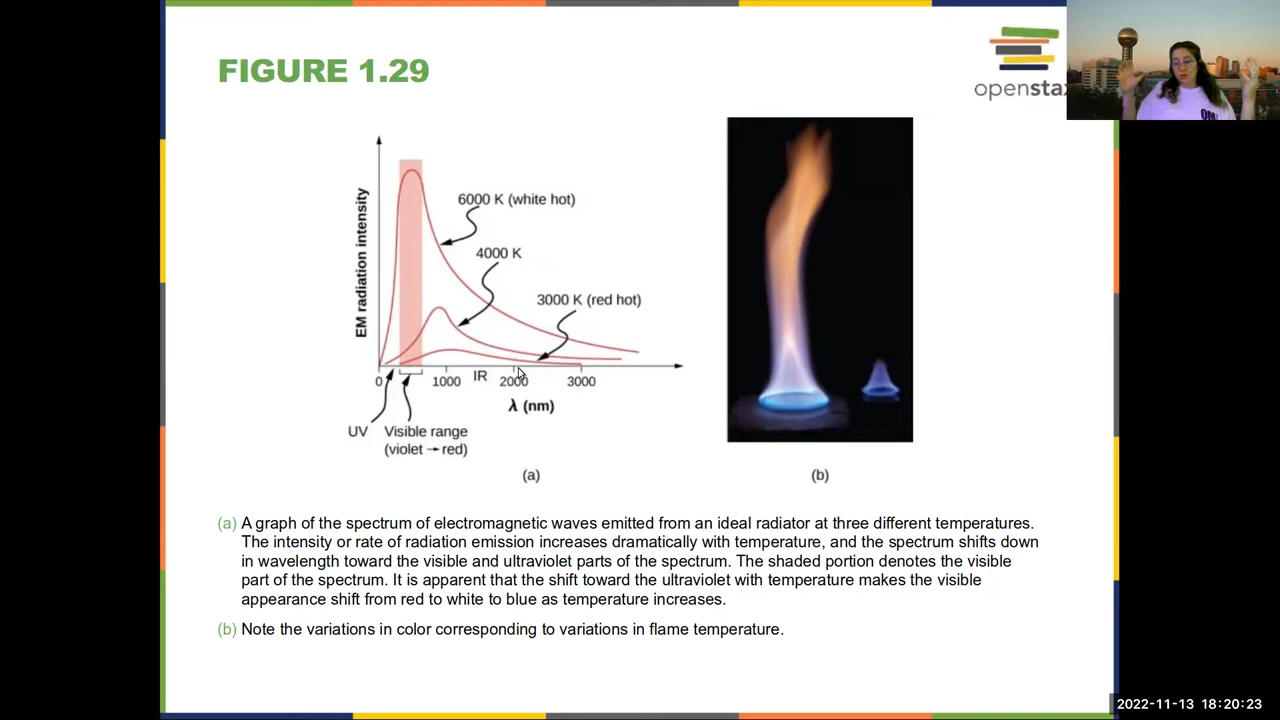 FIGURE 1.29
openstax
EM radiation intensity
6000 K (white hot)
4000 K
3000 K (red hot)
0
1000
IR
2000
3000
λ (nm)
UV
Visible range
(violet → red)
(a)
(b)
(a) A graph of the spectrum of electromagnetic waves emitted from an ideal radiator at three different temperatures.
The intensity or rate of radiation emission increases dramatically with temperature, and the spectrum shifts down
in wavelength toward the visible and ultraviolet parts of the spectrum. The shaded portion denotes the visible
part of the spectrum. It is apparent that the shift toward the ultraviolet with temperature makes the visible
appearance shift from red to white to blue as temperature increases.
(b) Note the variations in color corresponding to variations in flame temperature.
2022-11-13 18:20:23